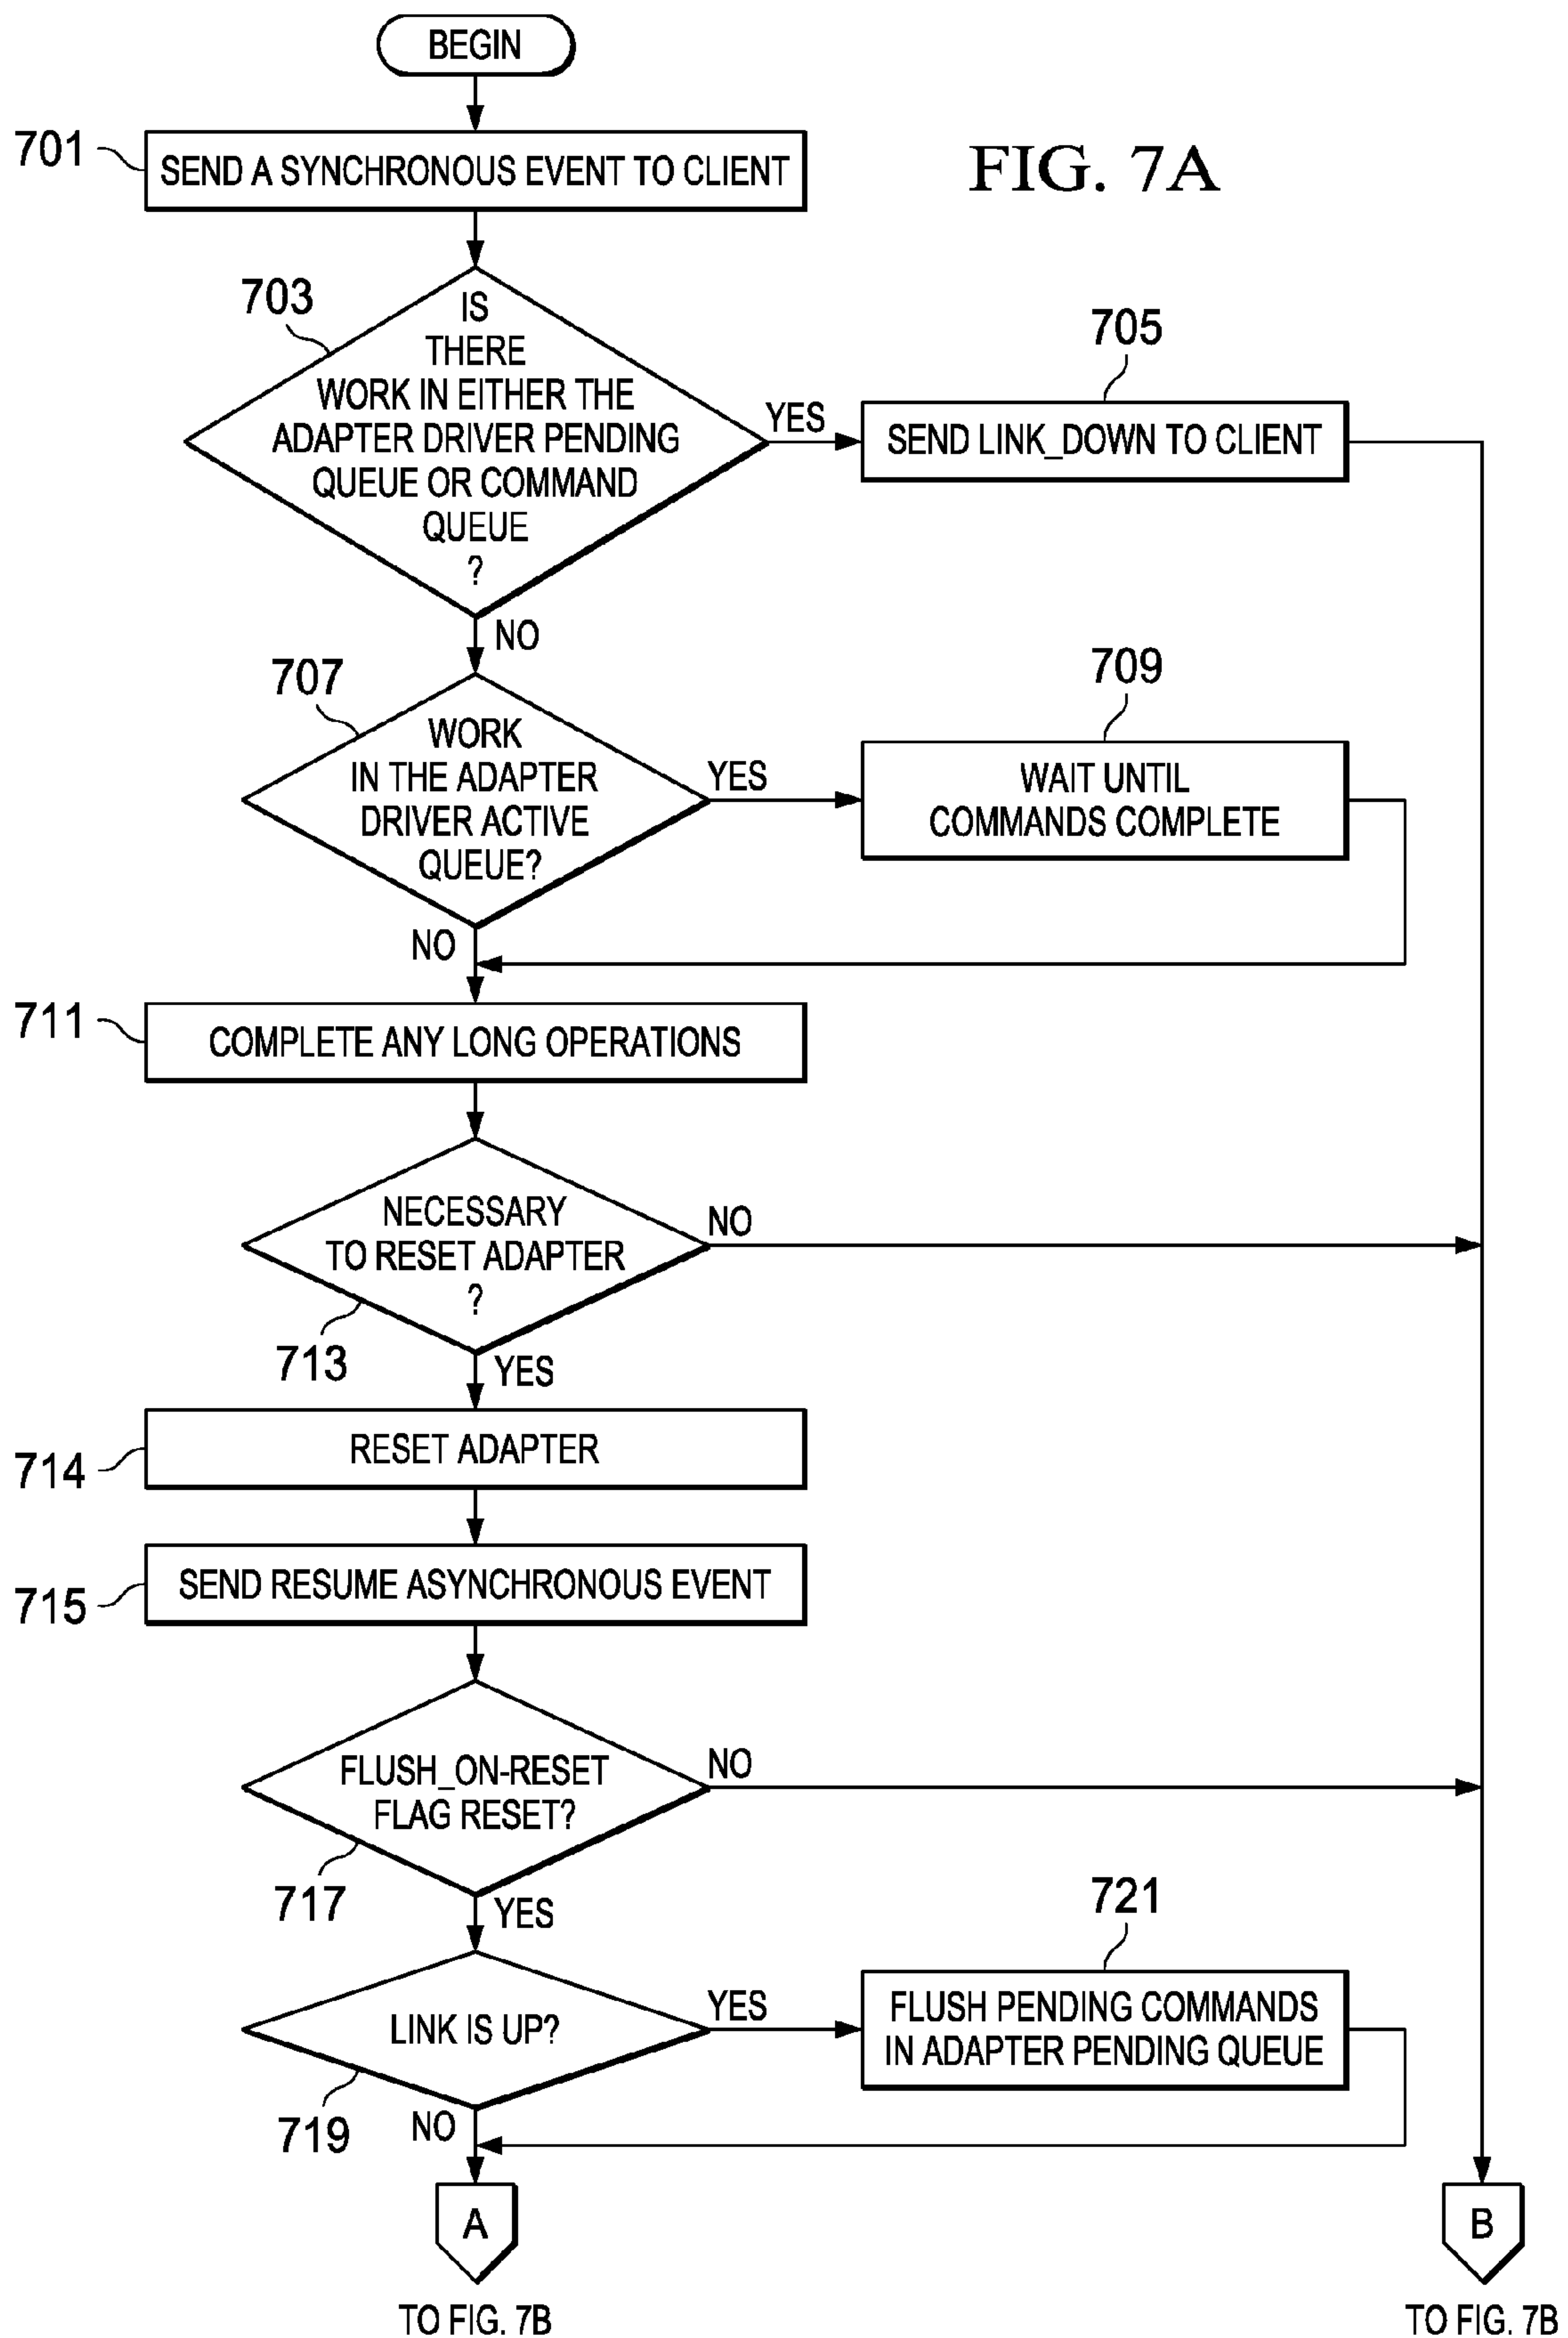 BEGIN
701
SEND A SYNCHRONOUS EVENT TO CLIENT
FIG. 7A
703
IS
THERE
WORK IN EITHER THE
ADAPTER DRIVER PENDING
QUEUE OR COMMAND
QUEUE
?
YES
705
SEND LINK_DOWN TO CLIENT
NO
707
WORK
IN THE ADAPTER
DRIVER ACTIVE
QUEUE?
YES
709
WAIT UNTIL
COMMANDS COMPLETE
NO
711
COMPLETE ANY LONG OPERATIONS
NECESSARY
TO RESET ADAPTER
?
NO
713
YES
714
RESET ADAPTER
715
SEND RESUME ASYNCHRONOUS EVENT
FLUSH_ON-RESET
FLAG RESET?
NO
717
YES
LINK IS UP?
YES
721
FLUSH PENDING COMMANDS
IN ADAPTER PENDING QUEUE
719
NO
A
TO FIG. 7B
B
TO FIG. 7B